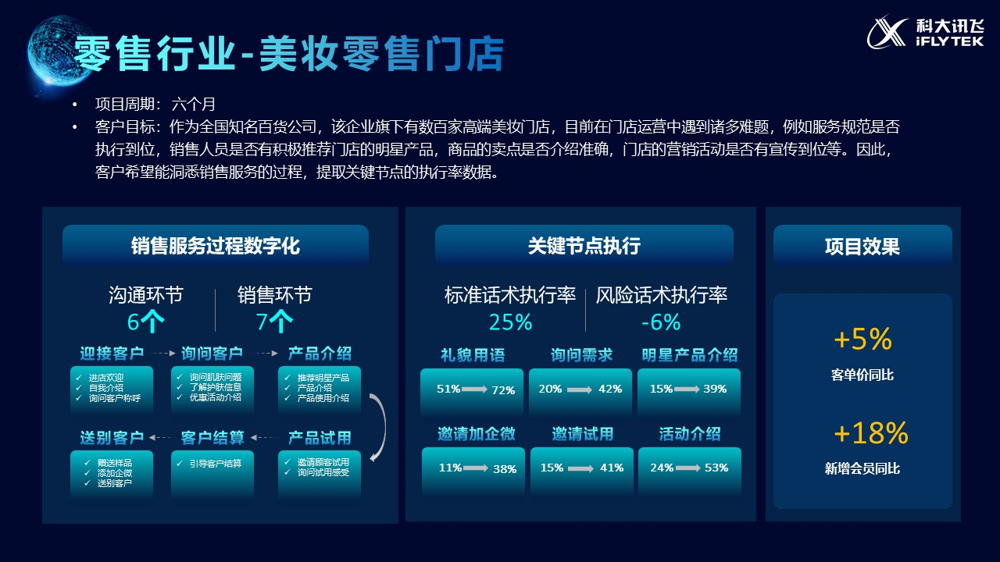 零售行业-美妆零售门店
科大讯飞
iFLYTEK
• 项目周期： 六个月
• 客户目标：作为全国知名百货公司，该企业旗下有数百家高端美妆门店，目前在门店运营中遇到诸多难题，例如服务规范是否
执行到位，销售人员是否有积极推荐门店的明星产品，商品的卖点是否介绍准确，门店的营销活动是否有宣传到位等。因此，
客户希望能洞悉销售服务的过程，提取关键节点的执行率数据。
销售服务过程数字化
沟通环节 销售环节
6个 7个
迎接客户 询问客户 产品介绍
✓ 进店欢迎
✓ 自我介绍
✓ 询问客户称呼
✓ 询问肌肤问题
✓ 了解护肤信息
✓ 优惠活动介绍
✓ 推荐明星产品
✓ 产品介绍
✓ 产品使用介绍
送别客户 客户结算 产品试用
✓ 赠送样品
✓ 添加企微
✓ 送别客户
✓ 引导客户结算
✓ 邀请顾客试用
✓ 询问试用感受
关键节点执行
标准话术执行率 风险话术执行率
25% -6%
礼貌用语 询问需求 明星产品介绍
51% 72% 20% 42% 15% 39%
邀请加企微 邀请试用 活动介绍
11% 38% 15% 41% 24% 53%
项目效果
+5%
客单价同比
+18%
新增会员同比